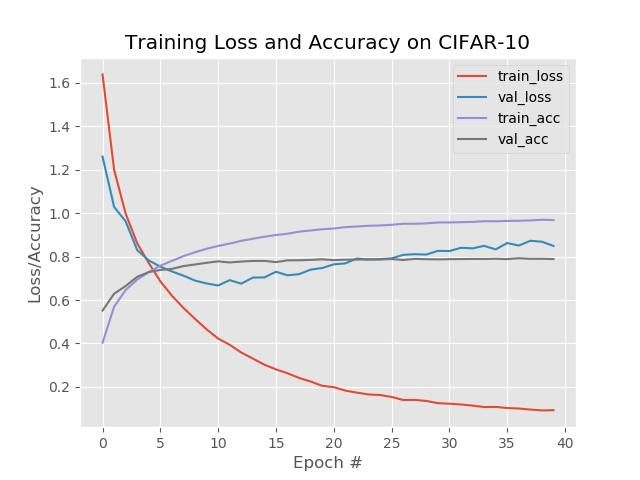 Training Loss and Accuracy on CIFAR-10
train_loss
val_loss
train_acc
val_acc
1.6
1.4
1.2
1.0
0.8
0.6
0.4
0.2
Loss/Accuracy
0 5 10 15 20 25 30 35 40
Epoch #